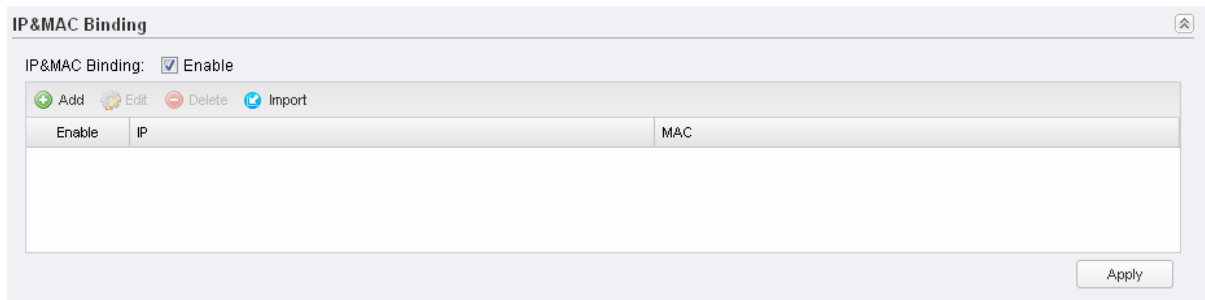 IP&MAC Binding
IP&MAC Binding: Enable
Add Edit Delete Import
Enable IP MAC
Apply